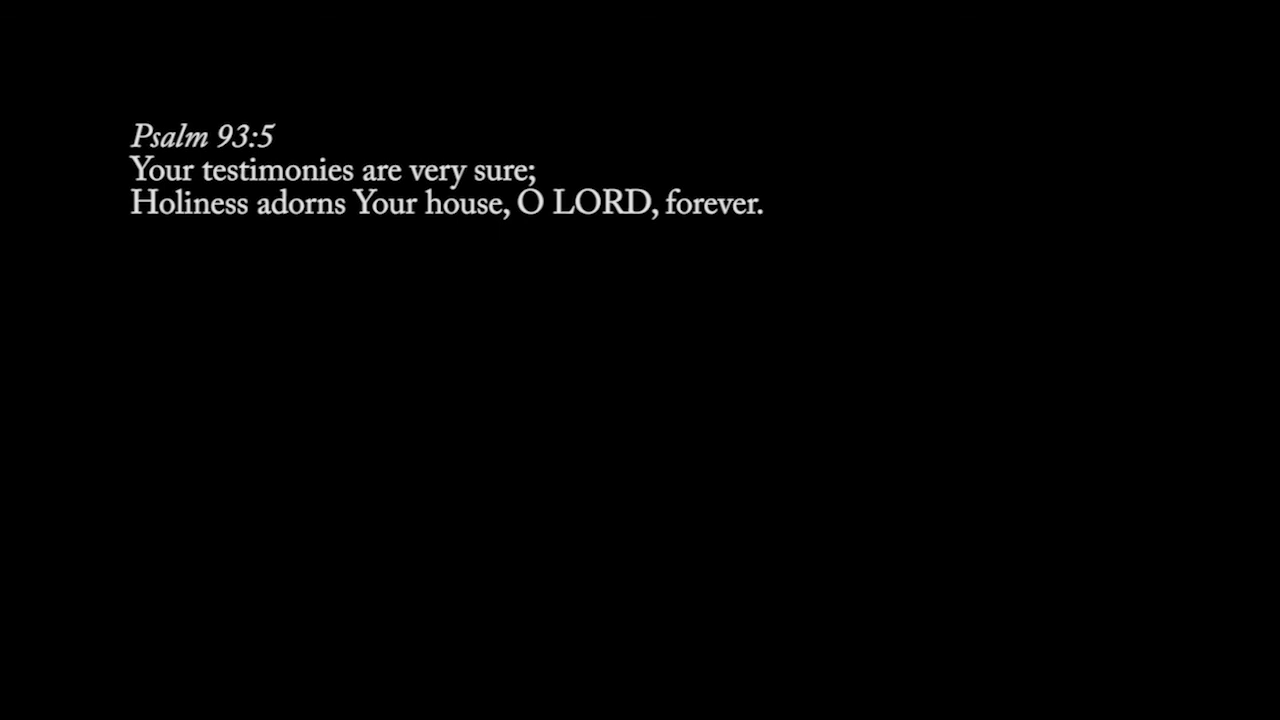 Psalm 93:5
Your testimonies are very sure;
Holiness adorns Your house, O LORD, forever.